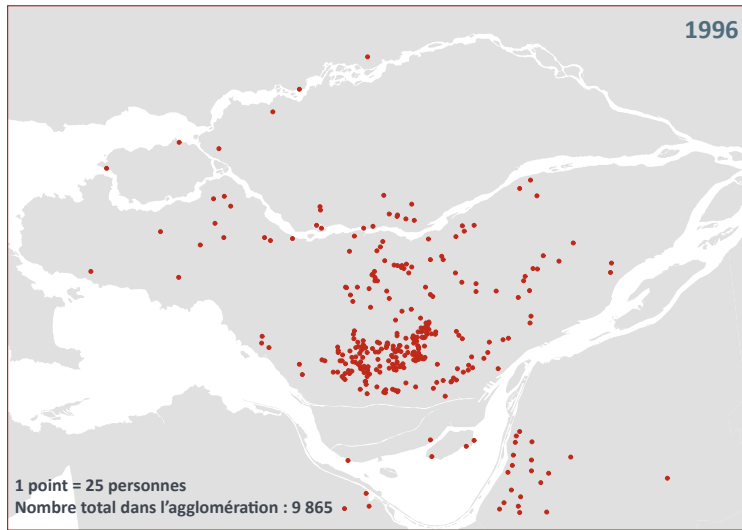 1996
1 point = 25 personnes
Nombre total dans l'agglomération : 9 865